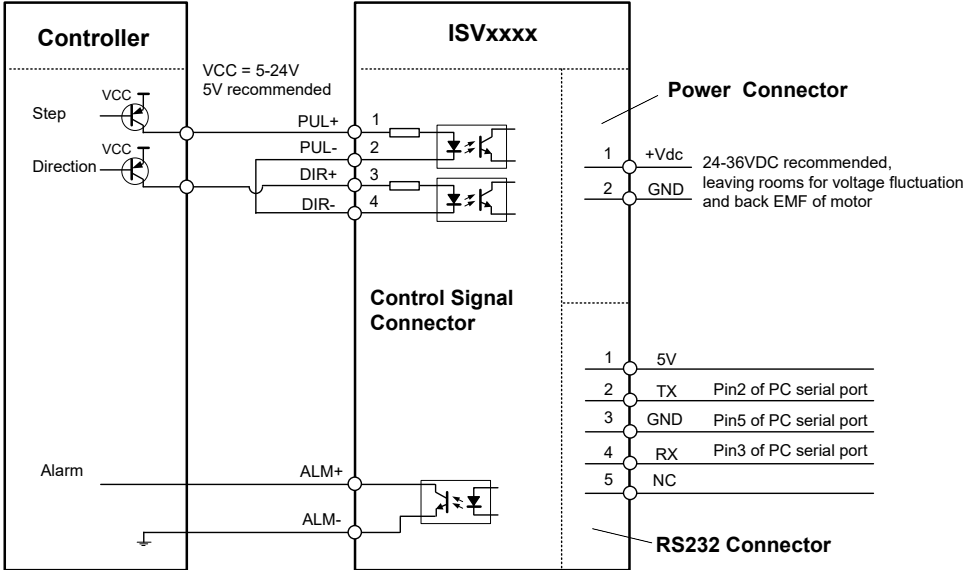 Controller
ISVxxxx
VCC = 5-24V
5V recommended
VCC
Step
VCC
Direction
PUL+
1
PUL-
2
DIR+
3
DIR-
4
Power Connector
1
+Vdc
2
GND
24-36VDC recommended,
leaving rooms for voltage fluctuation
and back EMF of motor
Control Signal
Connector
1
5V
2
TX
Pin2 of PC serial port
3
GND
Pin5 of PC serial port
4
RX
Pin3 of PC serial port
5
NC
Alarm
ALM+
ALM-
RS232 Connector